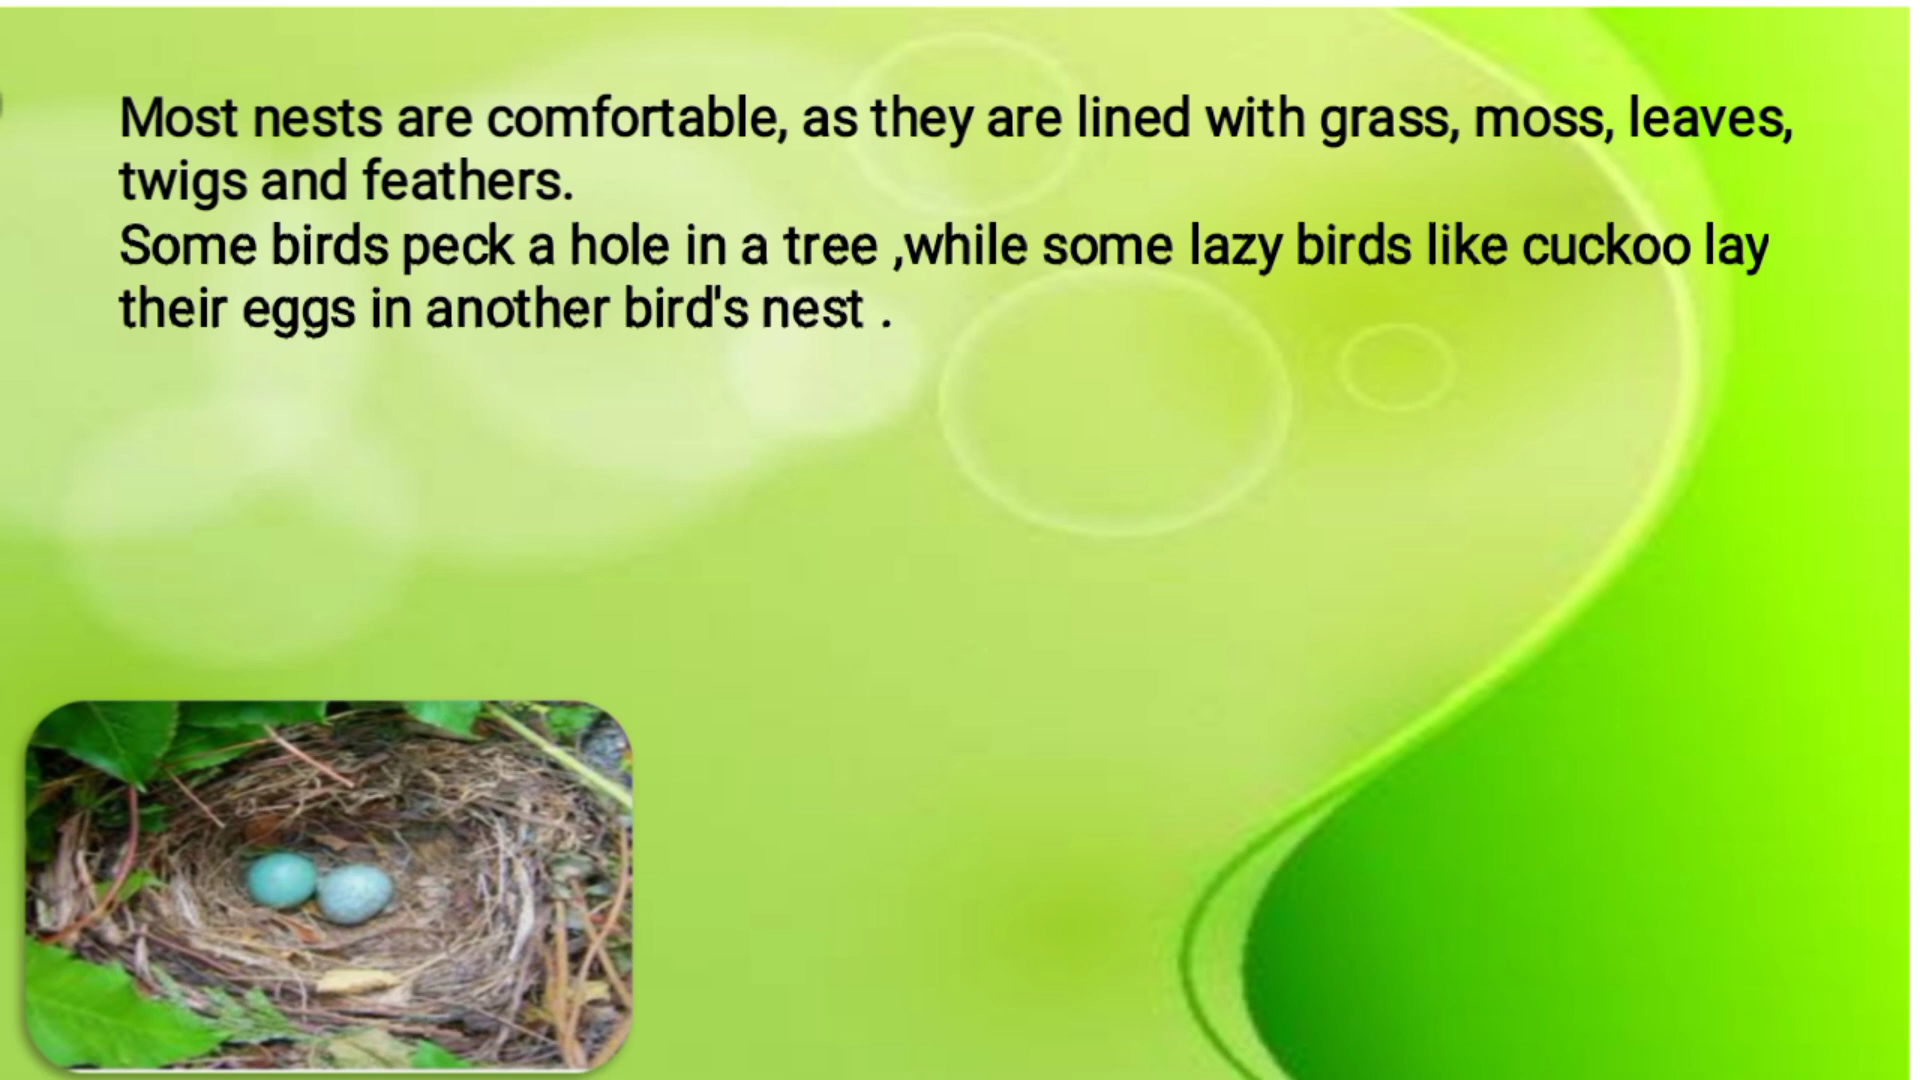 Most nests are comfortable, as they are lined with grass, moss, leaves,
twigs and feathers.
Some birds peck a hole in a tree ,while some lazy birds like cuckoo lay
their eggs in another bird's nest .